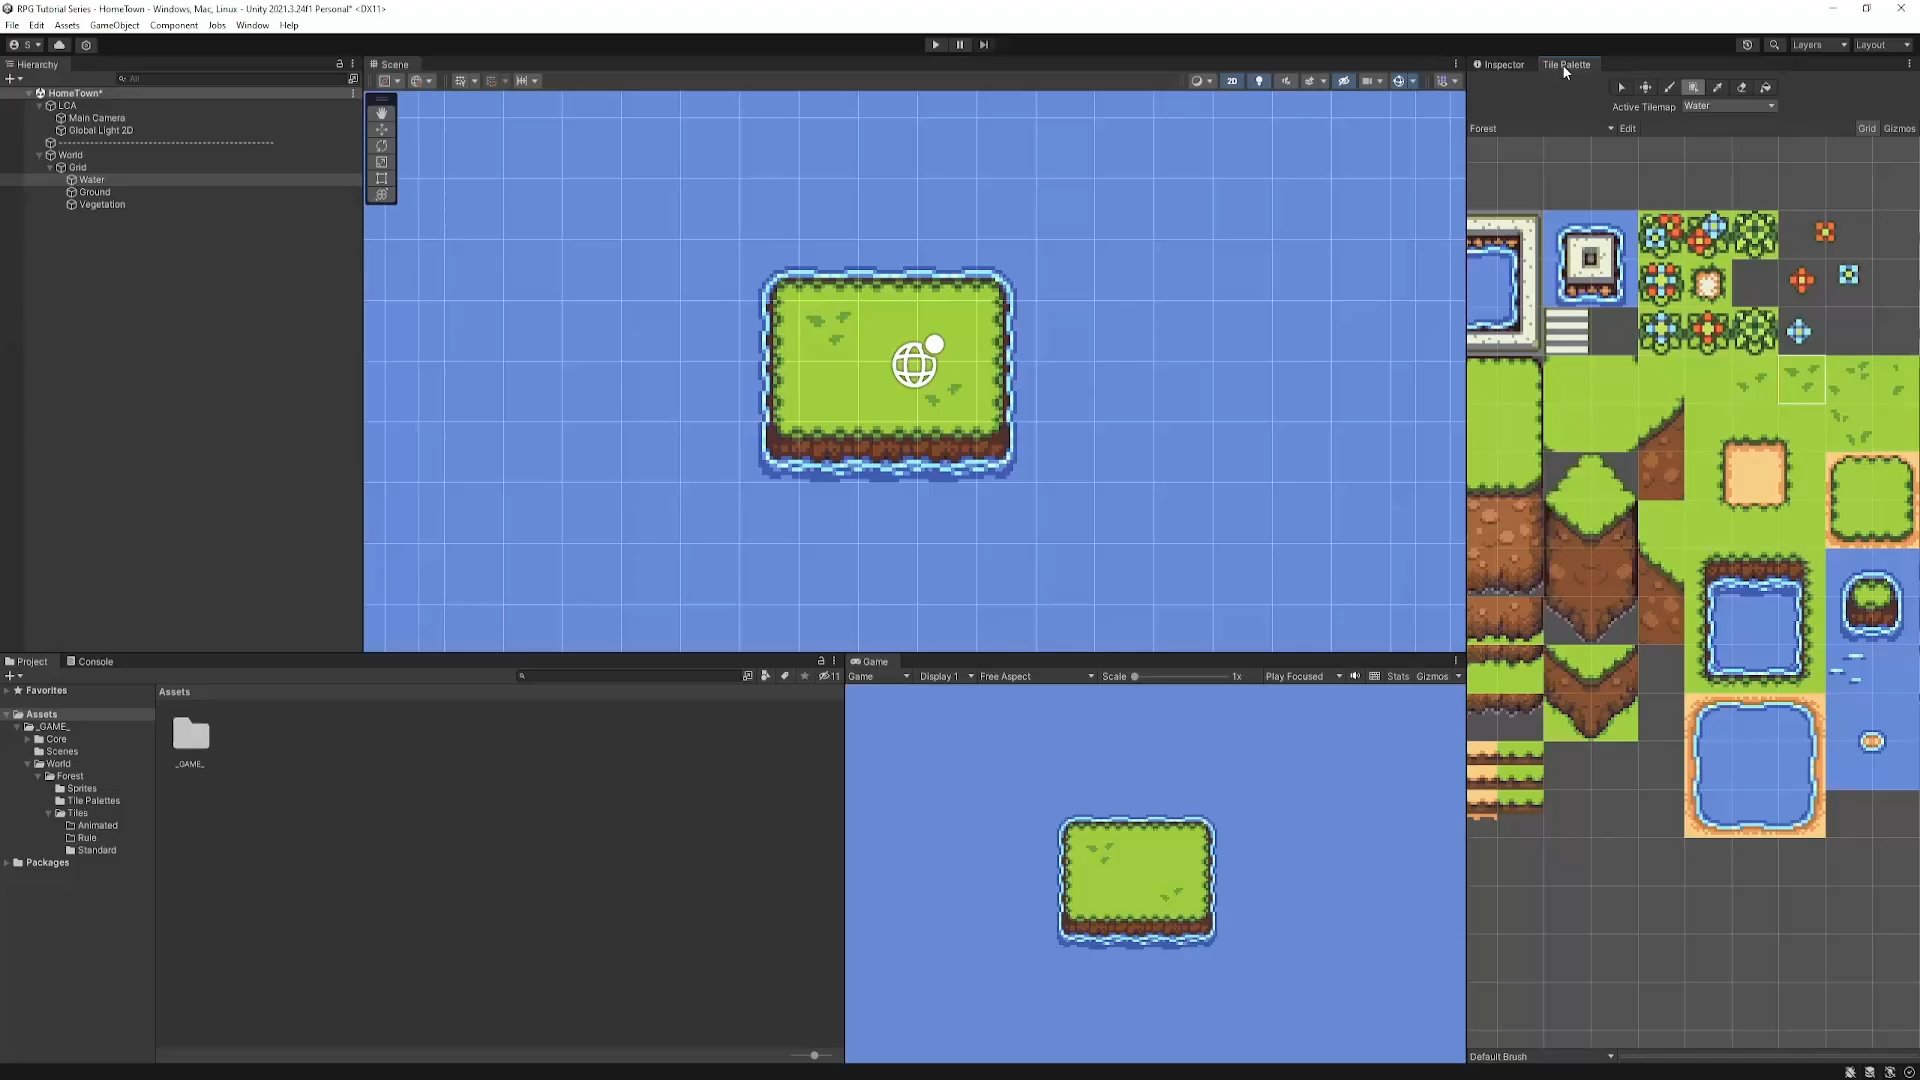 RPG Tutorial Series - HomeTown - Windows, Mac, Linux - Unity 2021.3.24f1 Personal* <DX11>
File Edit Assets GameObject Component Jobs Window Help
S Layers Layout
Hierarchy
All
HomeTown*
LCA
Main Camera
Global Light 2D
--------------------------------------------
World
Grid
Water
Ground
Vegetation
Scene
2D
Inspector Tile Palette
Active Tilemap Water
Forest Edit Grid Gizmos
Default Brush
Project Console
11
Favorites
Assets
_GAME_
Core
Scenes
World
Forest
Sprites
Tile Palettes
Tiles
Animated
Rule
Standard
Packages
Assets
_GAME_
Game
Game Display 1 Free Aspect Scale 1x Play Focused Stats Gizmos